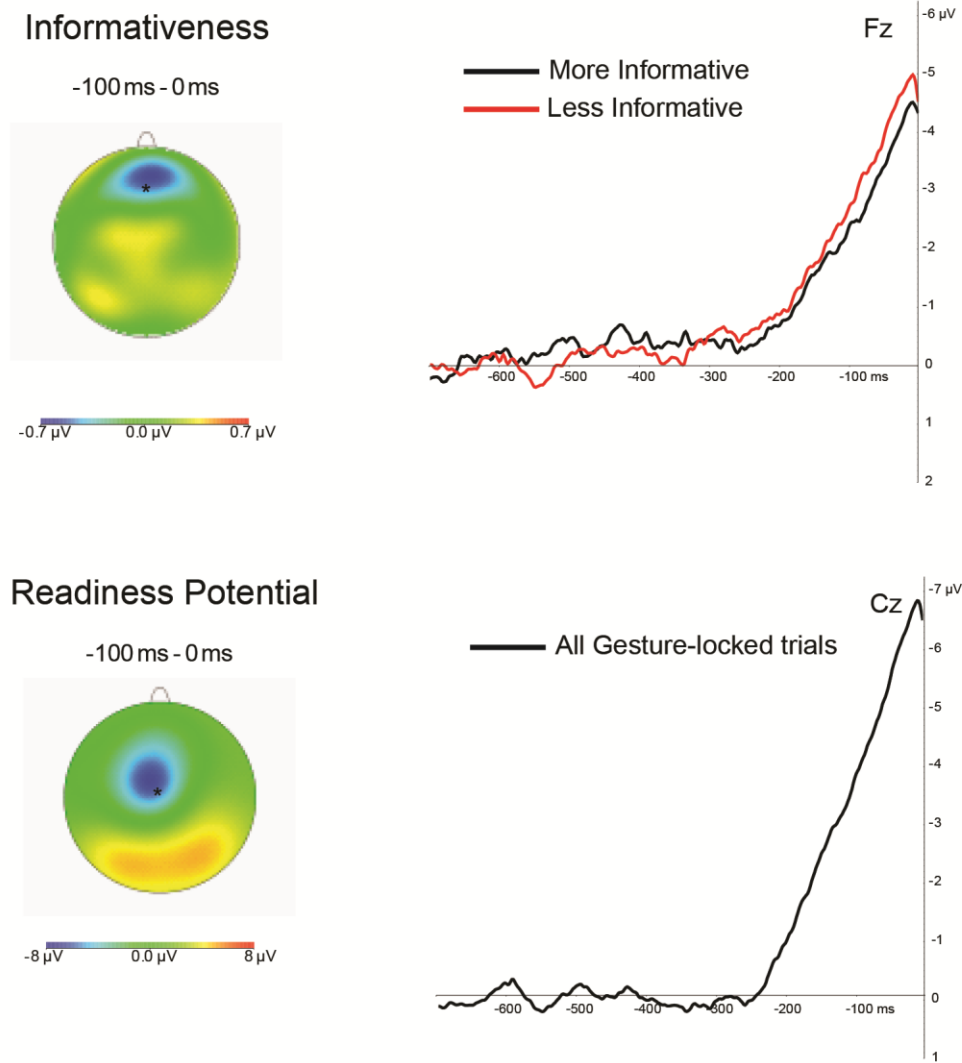 Informativeness
-100 ms - 0 ms
-0.7 µV 0.0 µV 0.7 µV
Fz
-6 µV
More Informative
Less Informative
-5
-4
-3
-2
-1
0
-600 -500 -400 -300 -200 -100 ms
1
2
Readiness Potential
-100 ms - 0 ms
-8 µV 0.0 µV 8 µV
Cz
-7 µV
All Gesture-locked trials
-6
-5
-4
-3
-2
-1
0
-600 -500 -400 -300 -200 -100 ms
1